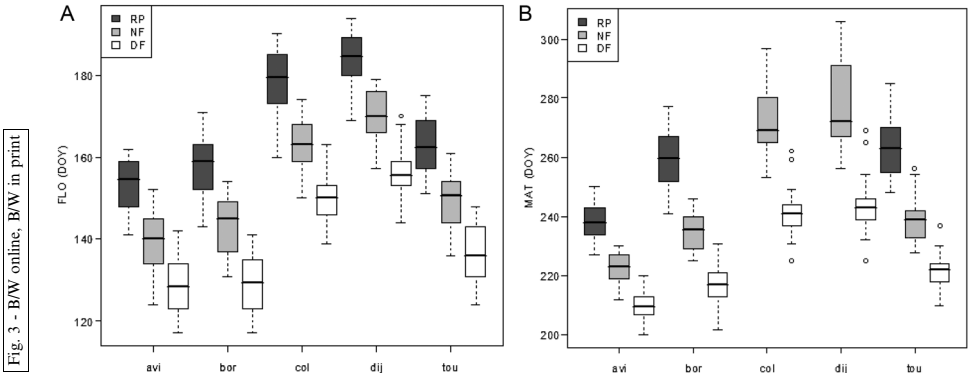 Fig. 3 - B/W online, B/W in print
A
RP
NF
DF
FLO (DOY)
180
160
140
120
avi bor col dij tou
B
RP
NF
DF
MAT (DOY)
300
280
260
240
220
200
avi bor col dij tou